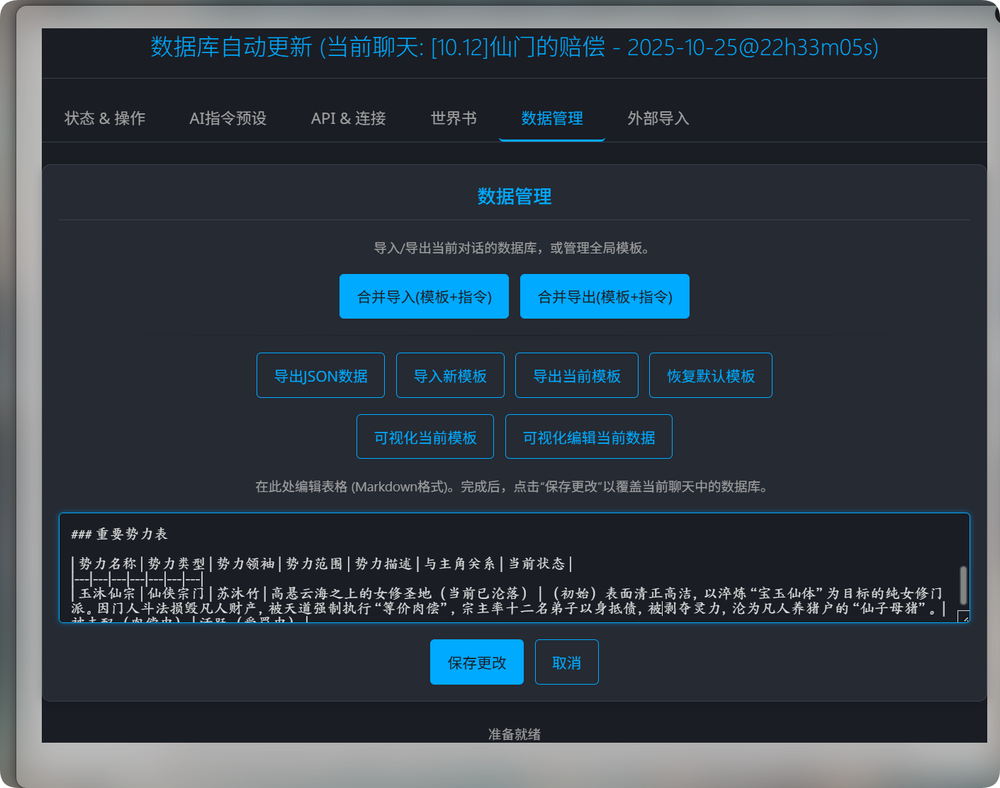 数据库自动更新 (当前聊天: [10.12]仙门的赔偿 - 2025-10-25@22h33m05s)
状态 & 操作
AI指令预设
API & 连接
世界书
数据管理
外部导入
数据管理
导入/导出当前对话的数据库，或管理全局模板。
合并导入(模板+指令)
合并导出(模板+指令)
导出JSON数据
导入新模板
导出当前模板
恢复默认模板
可视化当前模板
可视化编辑当前数据
在此处编辑表格 (Markdown格式)。完成后，点击"保存更改"以覆盖当前聊天中的数据库。
### 重要势力表
| 势力名称 | 势力类型 | 势力领袖 | 势力范围 | 势力描述 | 与主角关系 | 当前状态 |
|---|---|---|---|---|---|---|
| 玉沐仙宗 | 仙侠宗门 | 苏沐竹 | 高悬云海之上的女修圣地（当前已沦落） | （初始）表面清正高洁，以淬炼“宝玉仙体”为目标的纯女修门
派。因门人斗法损毁凡人财产，被天道强制执行“等价肉偿”，宗主率十二名弟子以身抵债，被剥夺灵力，沦为凡人养猪户的“仙子母猪”。|
保存更改
取消
准备就绪